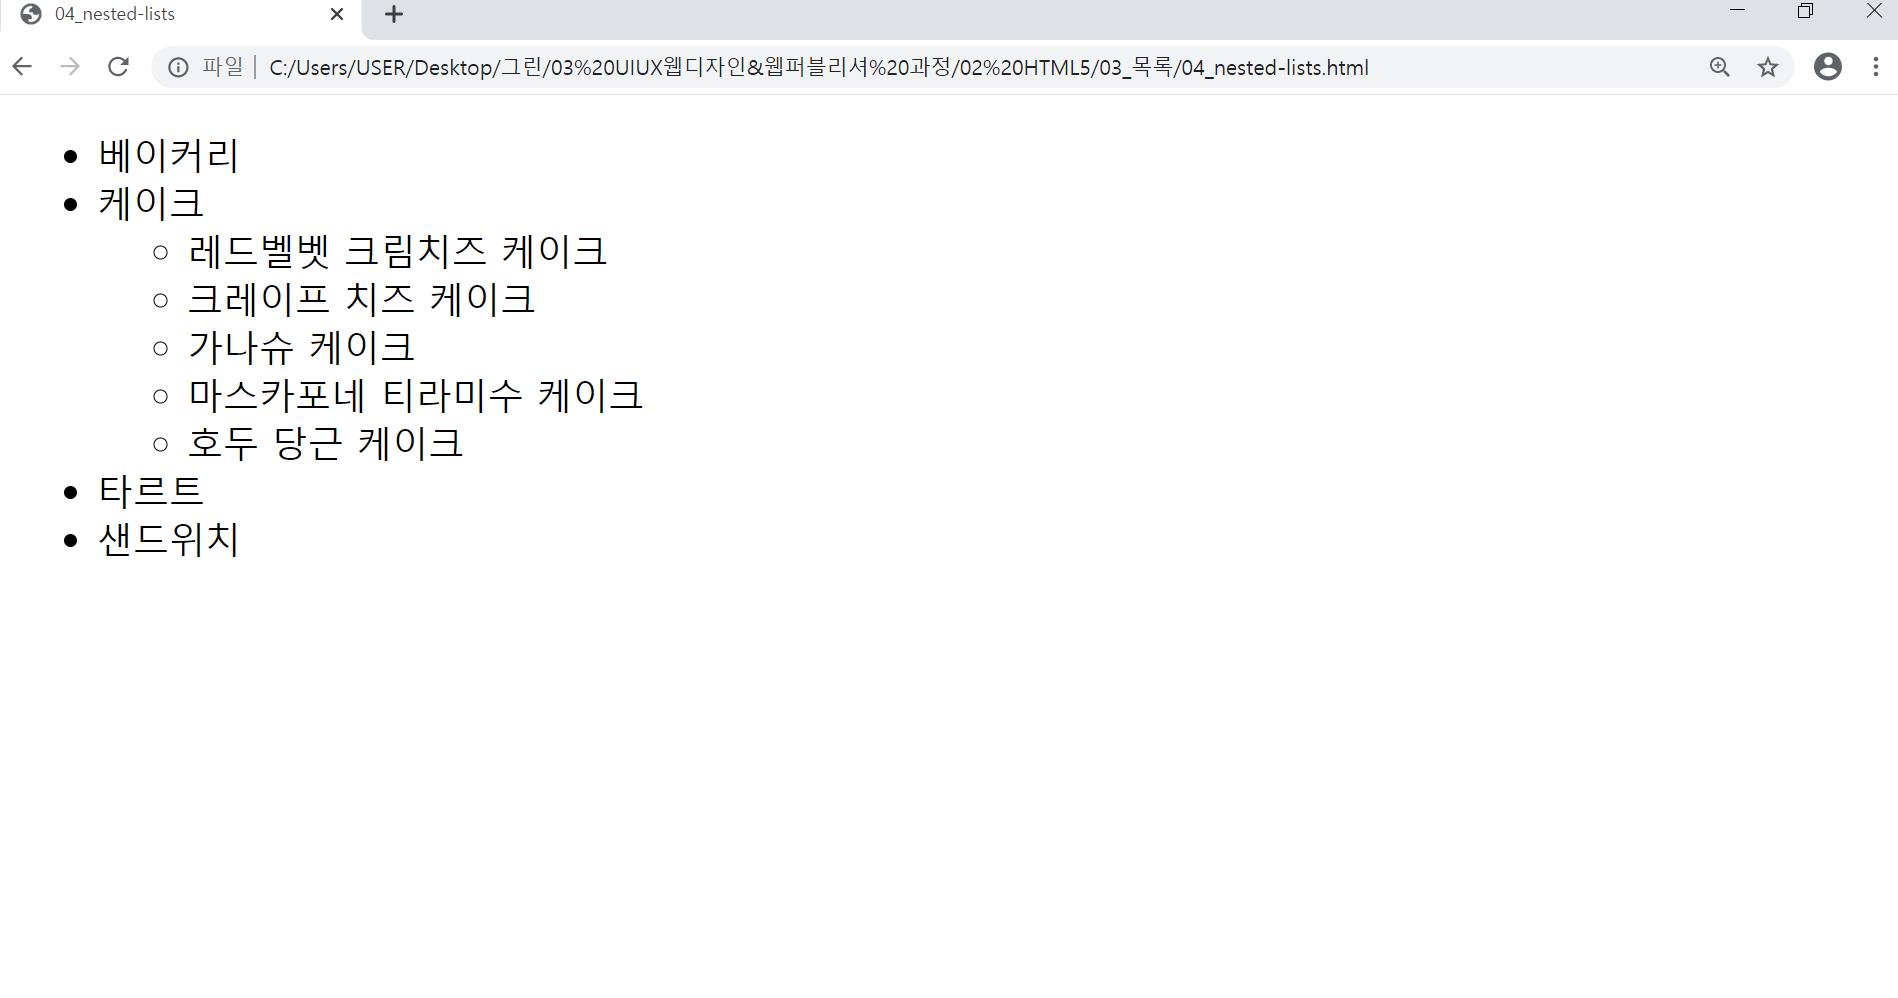 04_nested-lists
파일 C:/Users/USER/Desktop/그린/03%20UIUX웹디자인&웹퍼블리셔%20과정/02%20HTML5/03_목록/04_nested-lists.html
베이커리
케이크
레드벨벳 크림치즈 케이크
크레이프 치즈 케이크
가나슈 케이크
마스카포네 티라미수 케이크
호두 당근 케이크
타르트
샌드위치